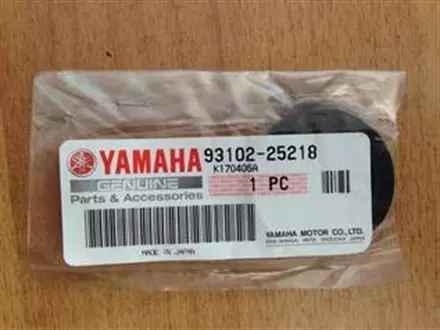 YAMAHA 93102-25218
K170406A
GENUINE
1 PC
Parts & Accessories
YAMAHA MOTOR CO., LTD.
MADE IN JAPAN